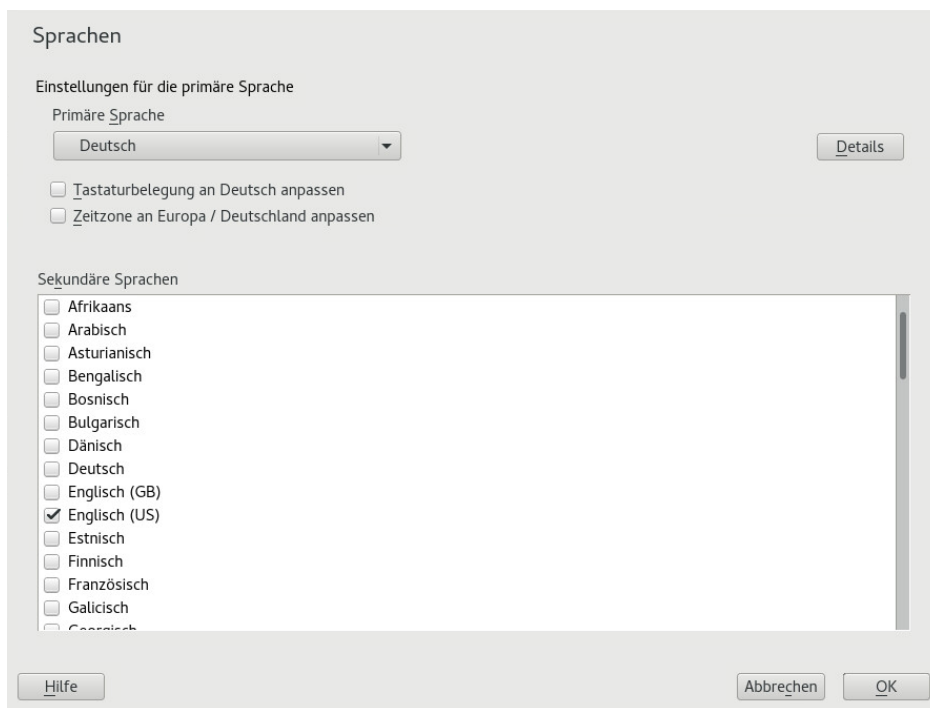 Sprachen
Einstellungen für die primäre Sprache
Primäre Sprache
Deutsch
Details
Tastaturbelegung an Deutsch anpassen
Zeitzone an Europa / Deutschland anpassen
Sekundäre Sprachen
Afrikaans
Arabisch
Asturianisch
Bengalisch
Bosnisch
Bulgarisch
Dänisch
Deutsch
Englisch (GB)
Englisch (US)
Estnisch
Finnisch
Französisch
Galicisch
Georgisch
Hilfe
Abbrechen
OK